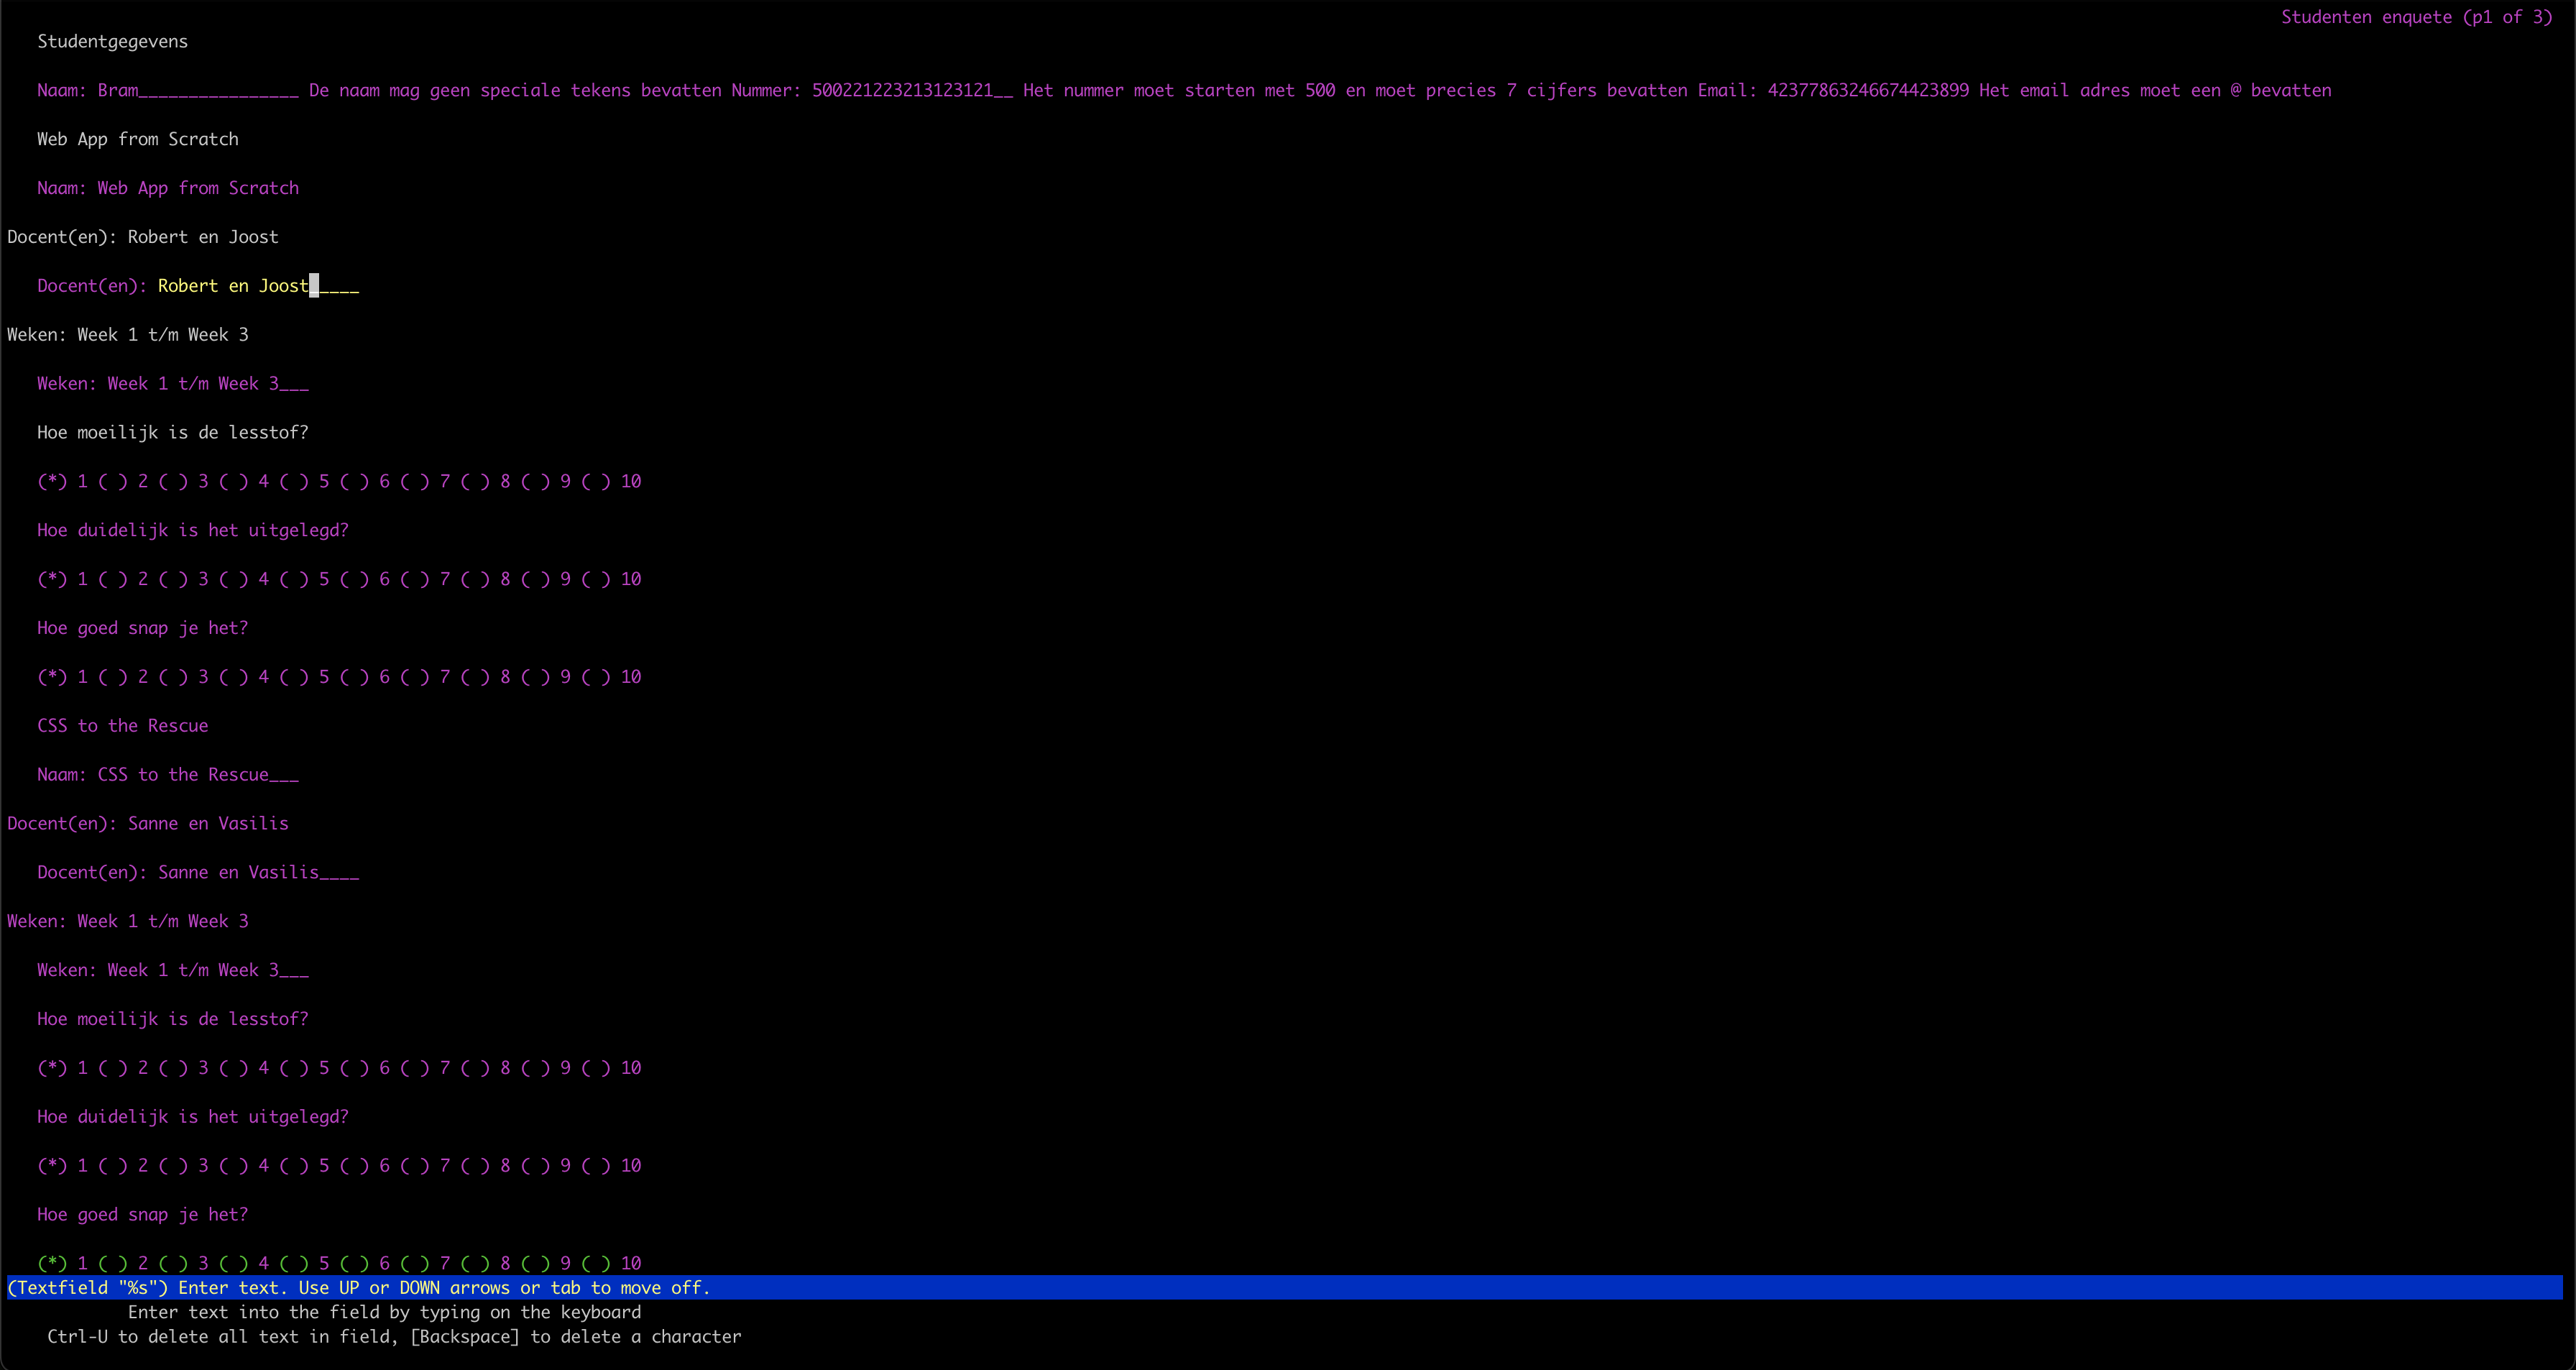 Studenten enquete (p1 of 3)
Studentgegevens
Naam: Bram________________ De naam mag geen speciale tekens bevatten Nummer: 500221223213123121__ Het nummer moet starten met 500 en moet precies 7 cijfers bevatten Email: 42377863246674423899 Het email adres moet een @ bevatten
Web App from Scratch
Naam: Web App from Scratch
Docent(en): Robert en Joost
Docent(en): Robert en Joost_____
Weken: Week 1 t/m Week 3
Weken: Week 1 t/m Week 3___
Hoe moeilijk is de lesstof?
(*) 1 ( ) 2 ( ) 3 ( ) 4 ( ) 5 ( ) 6 ( ) 7 ( ) 8 ( ) 9 ( ) 10
Hoe duidelijk is het uitgelegd?
(*) 1 ( ) 2 ( ) 3 ( ) 4 ( ) 5 ( ) 6 ( ) 7 ( ) 8 ( ) 9 ( ) 10
Hoe goed snap je het?
(*) 1 ( ) 2 ( ) 3 ( ) 4 ( ) 5 ( ) 6 ( ) 7 ( ) 8 ( ) 9 ( ) 10
CSS to the Rescue
Naam: CSS to the Rescue___
Docent(en): Sanne en Vasilis
Docent(en): Sanne en Vasilis____
Weken: Week 1 t/m Week 3
Weken: Week 1 t/m Week 3___
Hoe moeilijk is de lesstof?
(*) 1 ( ) 2 ( ) 3 ( ) 4 ( ) 5 ( ) 6 ( ) 7 ( ) 8 ( ) 9 ( ) 10
Hoe duidelijk is het uitgelegd?
(*) 1 ( ) 2 ( ) 3 ( ) 4 ( ) 5 ( ) 6 ( ) 7 ( ) 8 ( ) 9 ( ) 10
Hoe goed snap je het?
(*) 1 ( ) 2 ( ) 3 ( ) 4 ( ) 5 ( ) 6 ( ) 7 ( ) 8 ( ) 9 ( ) 10
(Textfield "%s") Enter text. Use UP or DOWN arrows or tab to move off.
Enter text into the field by typing on the keyboard
Ctrl-U to delete all text in field, [Backspace] to delete a character